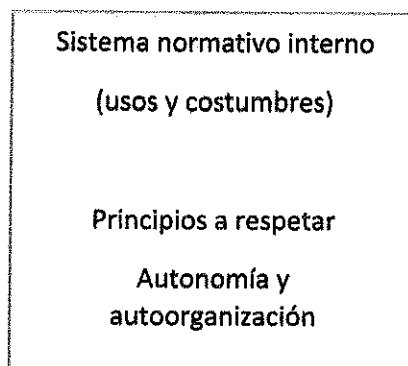 Sistema normativo interno
(usos y costumbres)
Principios a respetar
Autonomía y
autoorganización